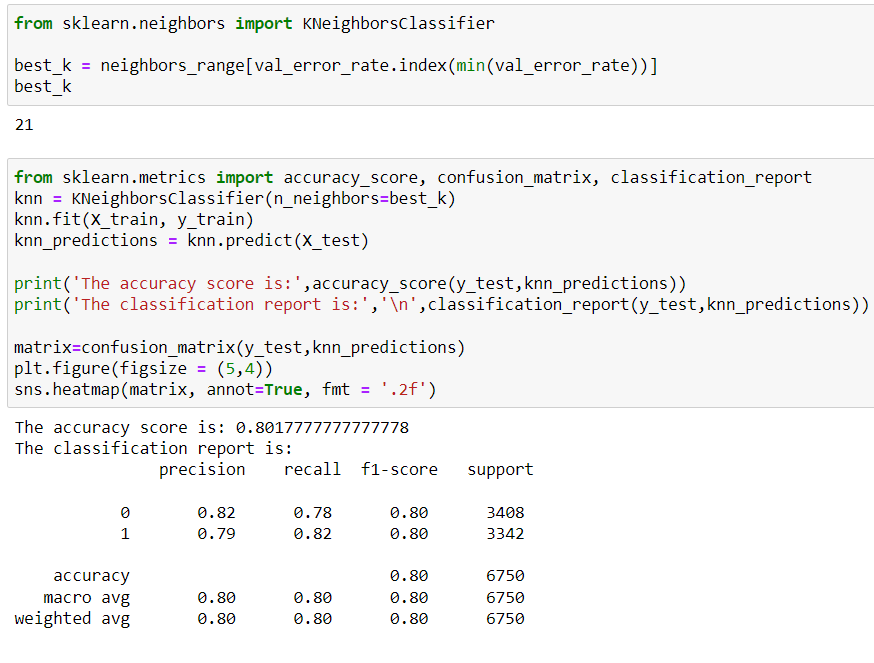 from sklearn.neighbors import KNeighborsClassifier
best_k = neighbors_range[val_error_rate.index(min(val_error_rate))]
best_k
21
from sklearn.metrics import accuracy_score, confusion_matrix, classification_report
knn = KNeighborsClassifier(n_neighbors=best_k)
knn.fit(X_train, y_train)
knn_predictions = knn.predict(X_test)
print('The accuracy score is:',accuracy_score(y_test,knn_predictions))
print('The classification report is:','\n',classification_report(y_test,knn_predictions))
matrix=confusion_matrix(y_test,knn_predictions)
plt.figure(figsize = (5,4))
sns.heatmap(matrix, annot=True, fmt = '.2f')
The accuracy score is: 0.8017777777777778
The classification report is:
precision    recall  f1-score   support
0       0.82      0.78      0.80      3408
1       0.79      0.82      0.80      3342
accuracy                           0.80      6750
macro avg       0.80      0.80      0.80      6750
weighted avg       0.80      0.80      0.80      6750